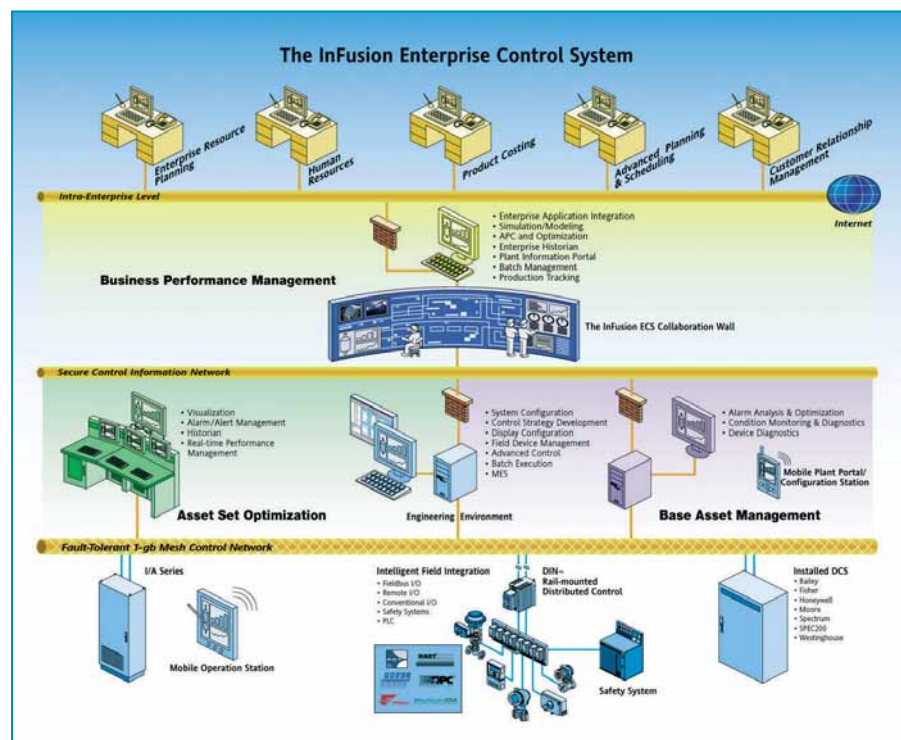 The InFusion Enterprise Control System
Enterprise Resource
Planning
Human
Resources
Product Costing
Advanced Planning
& Scheduling
Customer Relationship
Management
Intra-Enterprise Level
Internet
• Enterprise Application Integration
• Simulation/Modeling
• APC and Optimization
• Enterprise Historian
• Plant Information Portal
• Batch Management
• Production Tracking
Business Performance Management
The InFusion ECS Collaboration Wall
Secure Control Information Network
• Visualization
• Alarm/Alert Management
• Historian
• Real-time Performance
Management
• System Configuration
• Control Strategy Development
• Display Configuration
• Field Device Management
• Advanced Control
• Batch Execution
• MES
• Alarm Analysis & Optimization
• Condition Monitoring & Diagnostics
• Device Diagnostics
Mobile Plant Portal/
Configuration Station
Asset Set Optimization
Engineering Environment
Base Asset Management
Fault-Tolerant 1-gb Mesh Control Network
I/A Series
Mobile Operation Station
Intelligent Field Integration
• Fieldbus I/O
• Remote I/O
• Conventional I/O
• Safety Systems
• PLC
HART
DIN–
Rail-mounted
Distributed Control
Safety System
Installed DCS
• Bailey
• Fisher
• Honeywell
• Moore
• Spectrum
• SPEC200
• Westinghouse